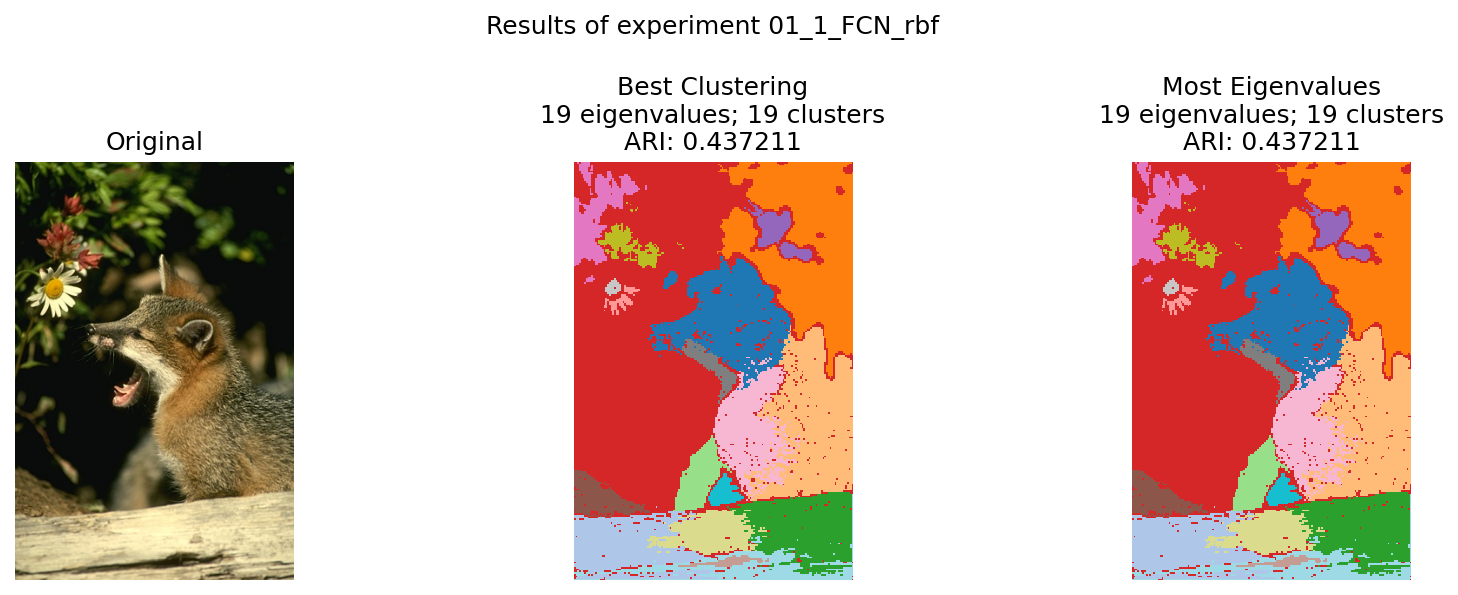 Results of experiment 01_1_FCN_rbf
Original
Best Clustering
19 eigenvalues; 19 clusters
ARI: 0.437211
Most Eigenvalues
19 eigenvalues; 19 clusters
ARI: 0.437211